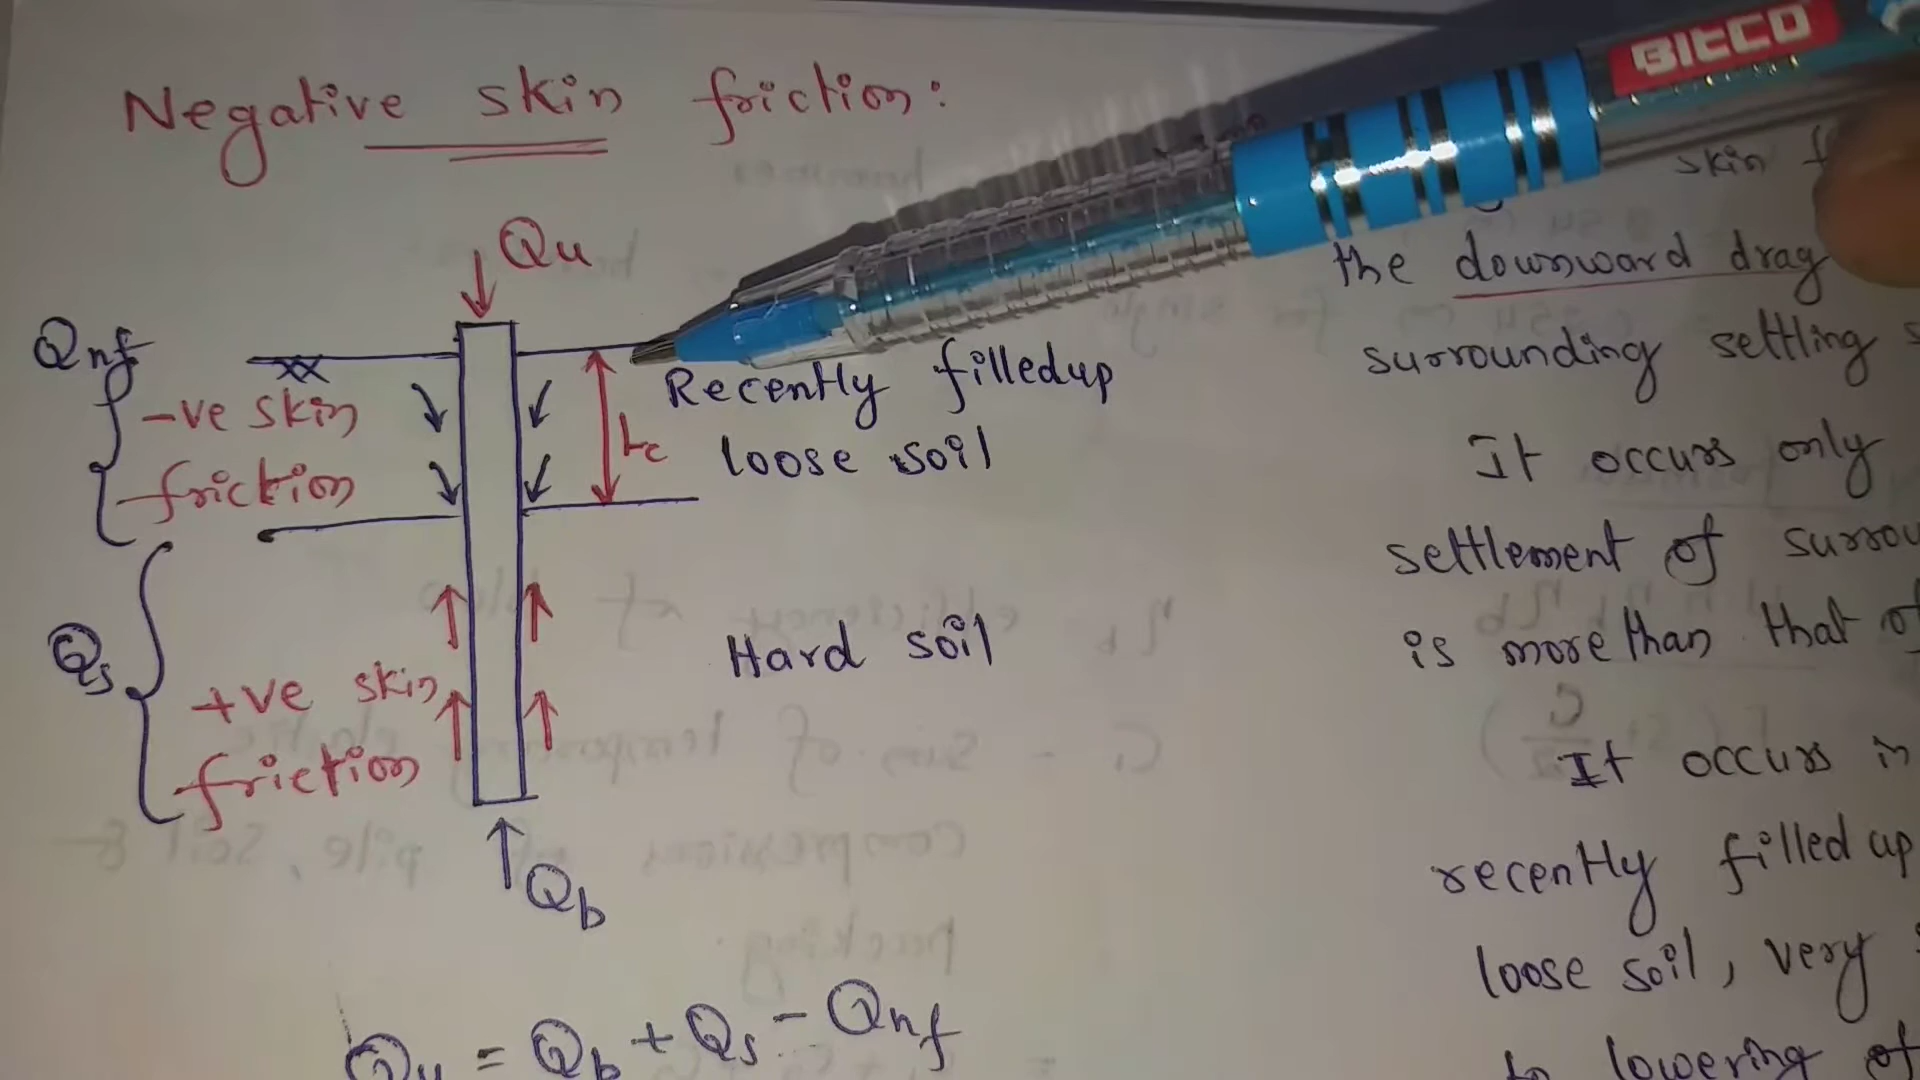 Negative skin friction:
BITCO
Qu
Qnf
-ve skin
friction
Lc
Recently filledup
loose soil
Qs
+ve skin
friction
Hard soil
Qb
Qu = Qb + Qs - Qnf
skin
the downward drag
surrounding settling
It occurs only
settlement of
is more than that
It occurs in
recently filled up
loose soil, very
to lowering of